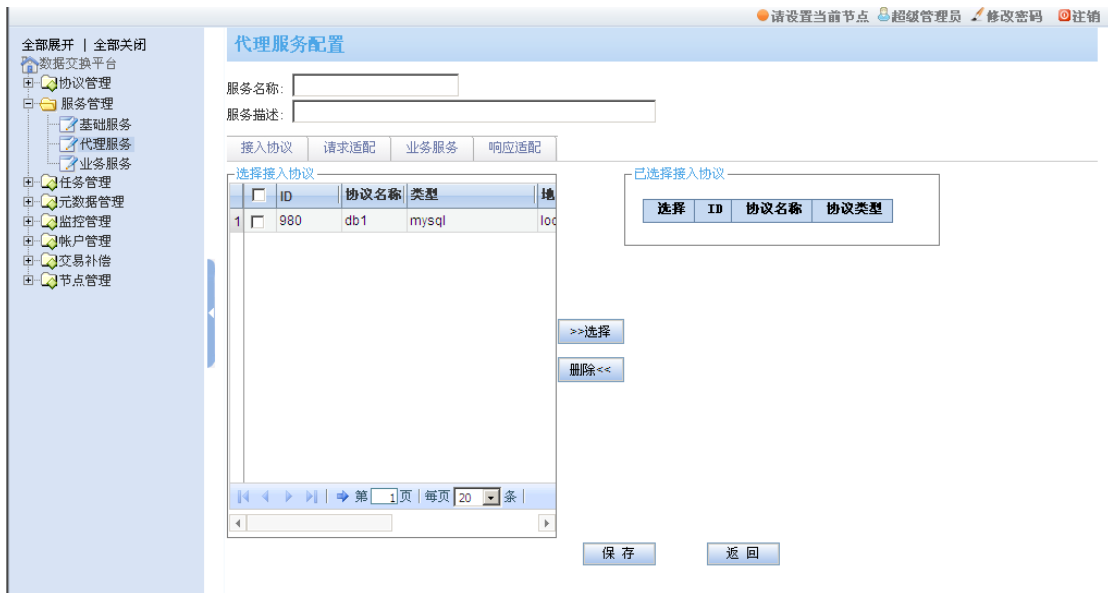 请设置当前节点 超级管理员 修改密码 注销
全部展开 | 全部关闭
数据交换平台
协议管理
服务管理
基础服务
代理服务
业务服务
任务管理
元数据管理
监控管理
帐户管理
交易补偿
节点管理
代理服务配置
服务名称:
服务描述:
接入协议 请求适配 业务服务 响应适配
选择接入协议
ID 协议名称 类型 地
1 980 db1 mysql loc
第 1 页 每页 20 条
>>选择
删除<<
已选择接入协议
选择 ID 协议名称 协议类型
保 存 返 回